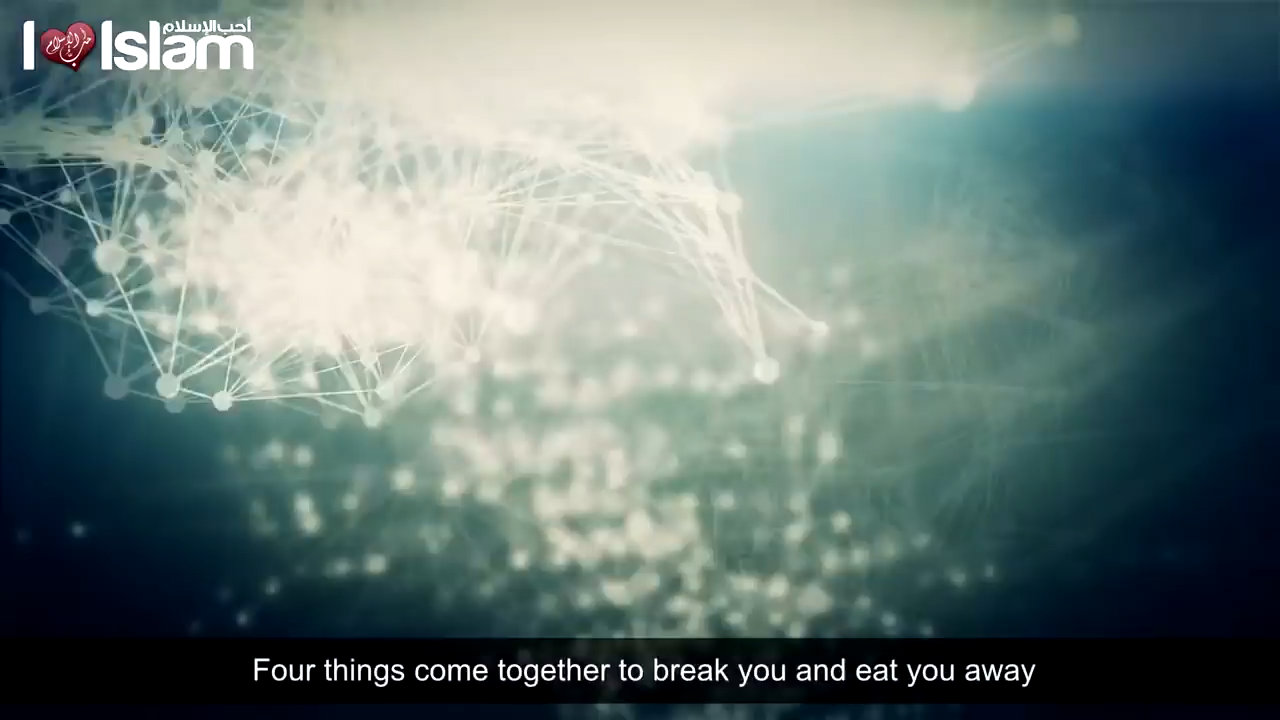 I Islam
أحب الإسلام
Four things come together to break you and eat you away